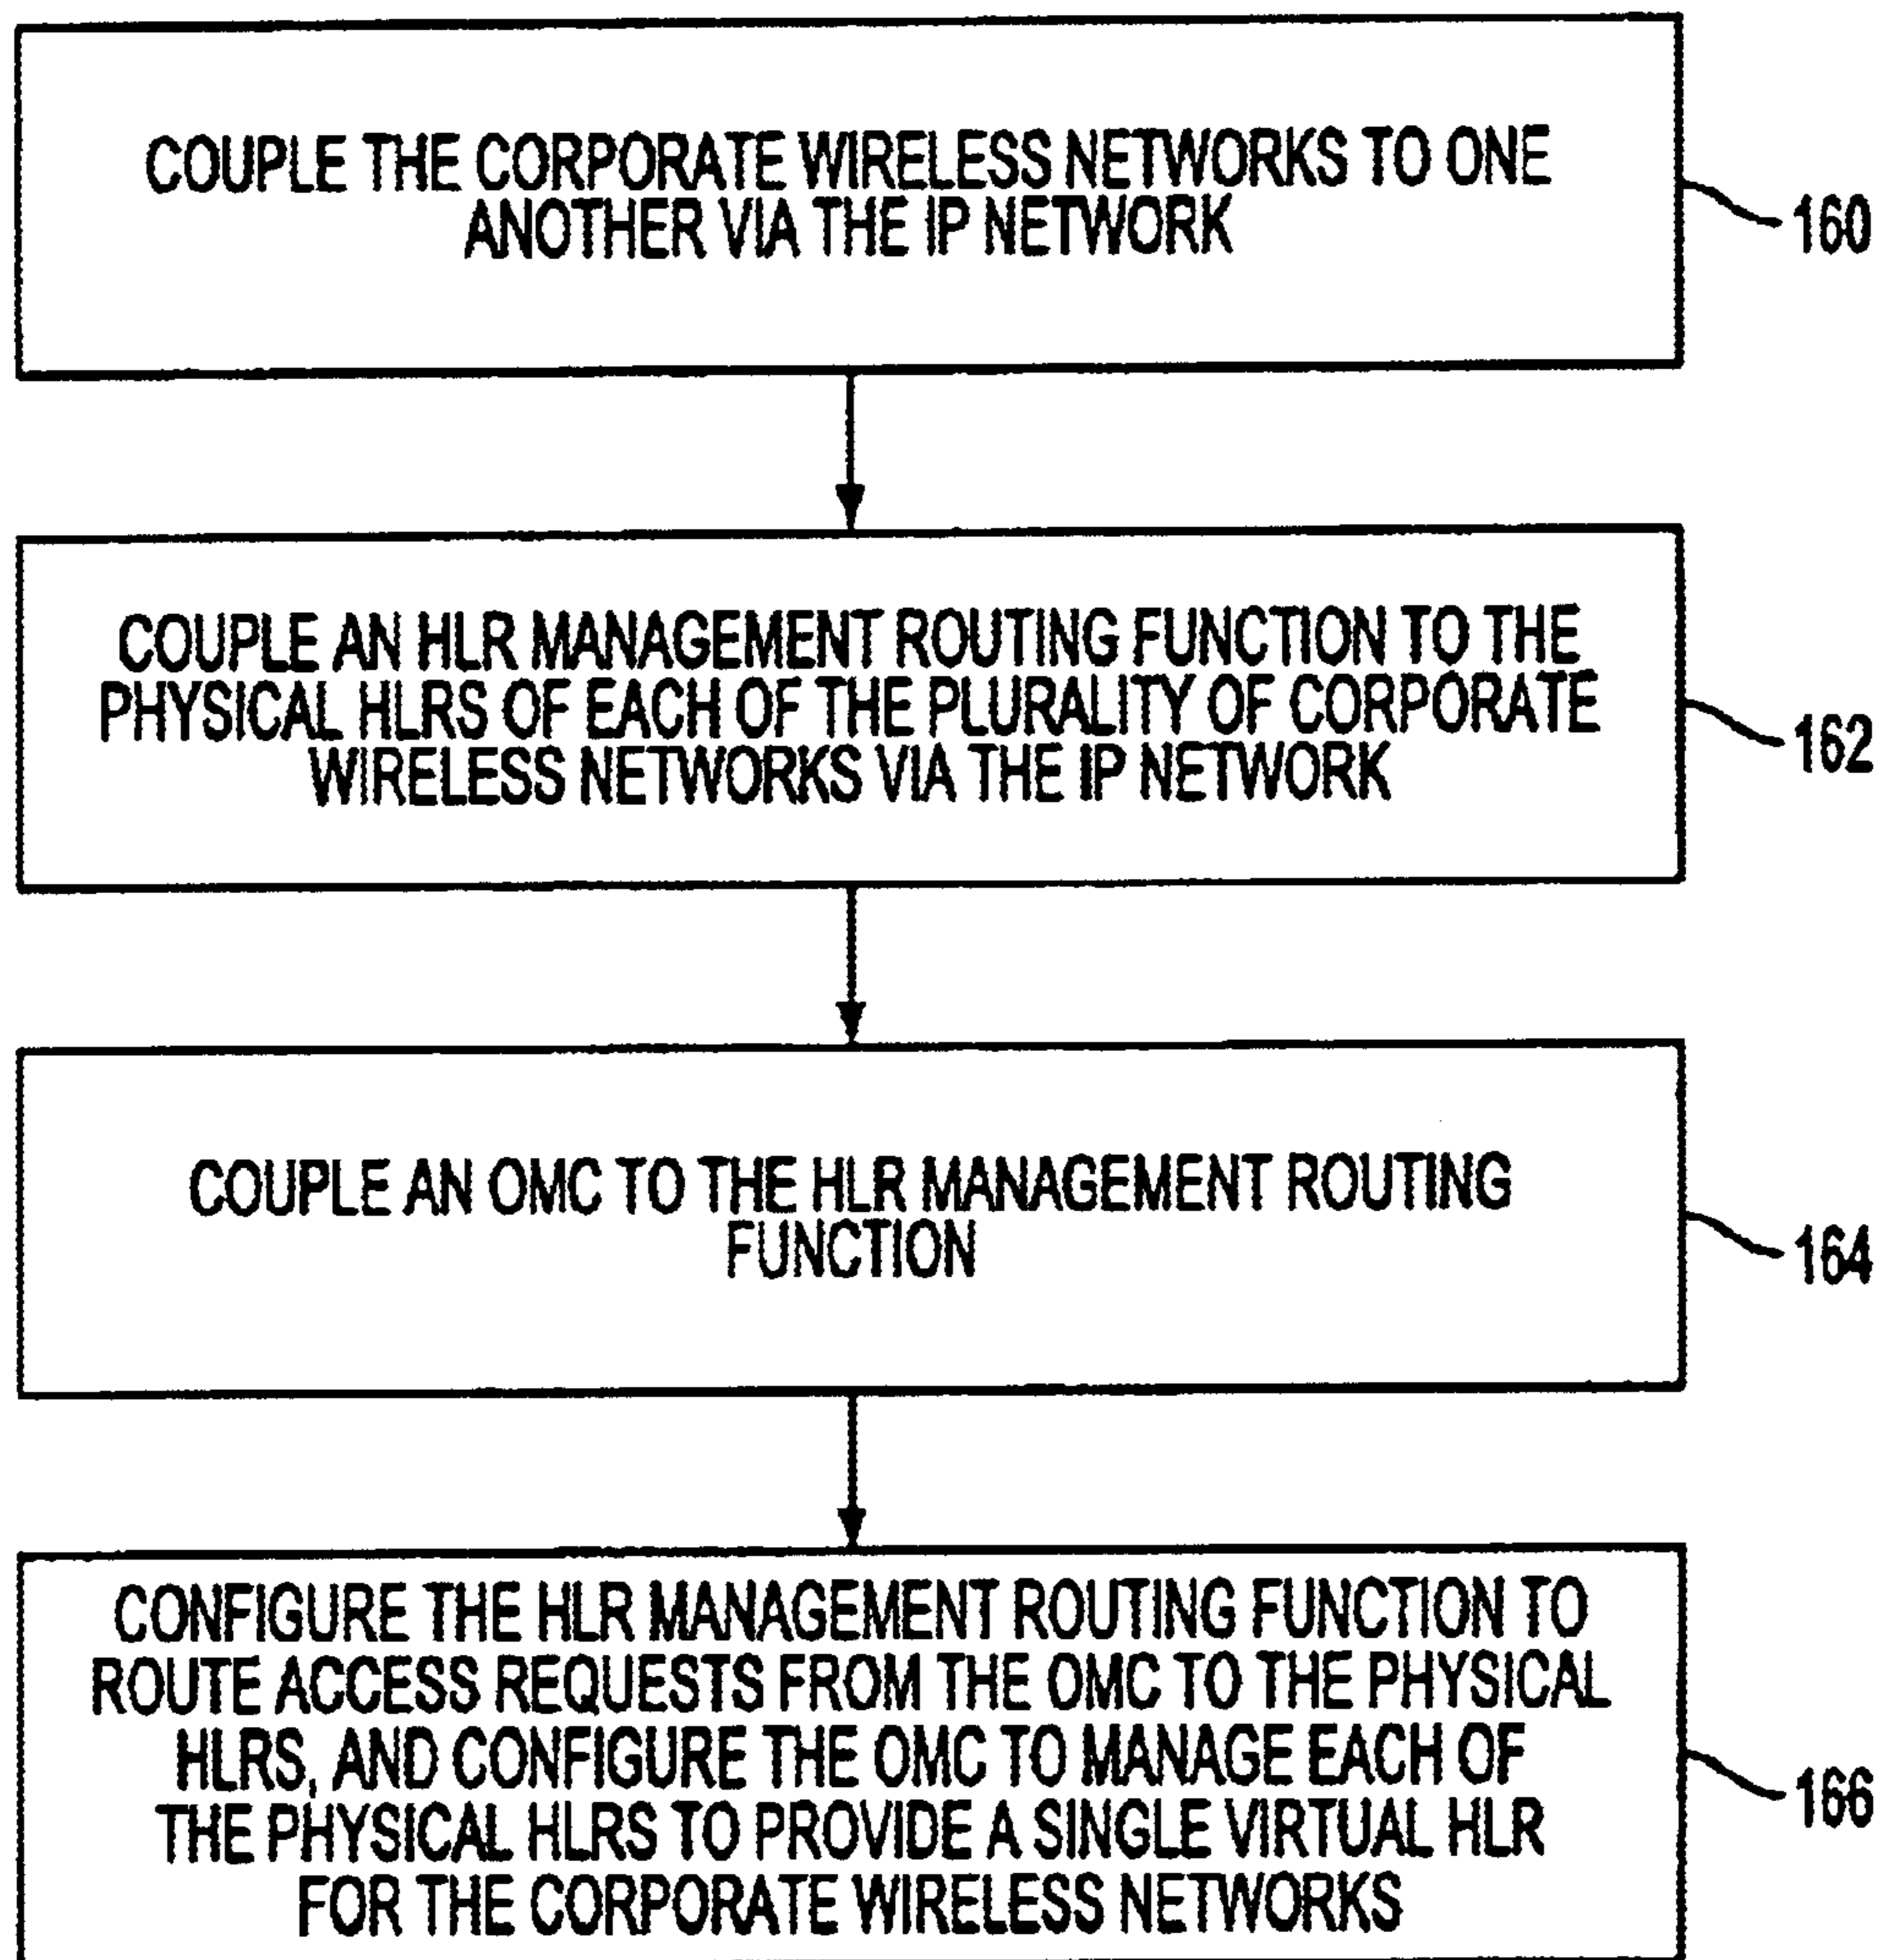 COUPLE THE CORPORATE WIRELESS NETWORKS TO ONE
ANOTHER VIA THE IP NETWORK
160
COUPLE AN HLR MANAGEMENT ROUTING FUNCTION TO THE
PHYSICAL HLRS OF EACH OF THE PLURALITY OF CORPORATE
WIRELESS NETWORKS VIA THE IP NETWORK
162
COUPLE AN OMC TO THE HLR MANAGEMENT ROUTING
FUNCTION
164
CONFIGURE THE HLR MANAGEMENT ROUTING FUNCTION TO
ROUTE ACCESS REQUESTS FROM THE OMC TO THE PHYSICAL
HLRS, AND CONFIGURE THE OMC TO MANAGE EACH OF
THE PHYSICAL HLRS TO PROVIDE A SINGLE VIRTUAL HLR
FOR THE CORPORATE WIRELESS NETWORKS
166